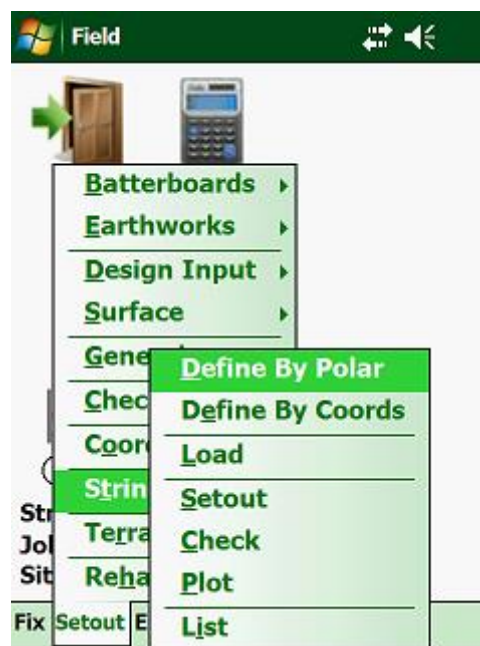 Field
Batterboards
Earthworks
Design Input
Surface
Define By Polar
Define By Coords
Load
Setout
Check
Plot
List
Fix Setout